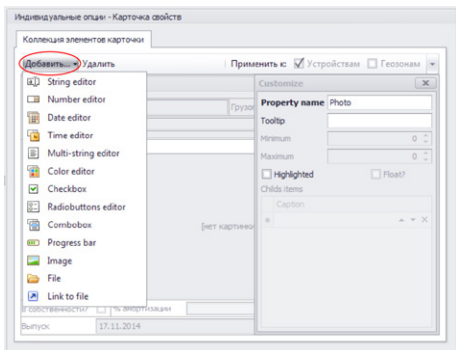 Индивидуальные опции - Карточка свойств
Коллекция элементов карточки
Добавить... Удалить Применить к: Устройствам Геозонам
String editor
Number editor
Date editor
Time editor
Multi-string editor
Color editor
Checkbox
Radiobuttons editor
Combobox
Progress bar
Image
File
Link to file
[нет картинки
В собственности? % амортизации
Выпуск 17.11.2014
Customize
Property name Photo
Tooltip
Minimum 0
Maximum 0
Highlighted Float?
Childs items
Caption